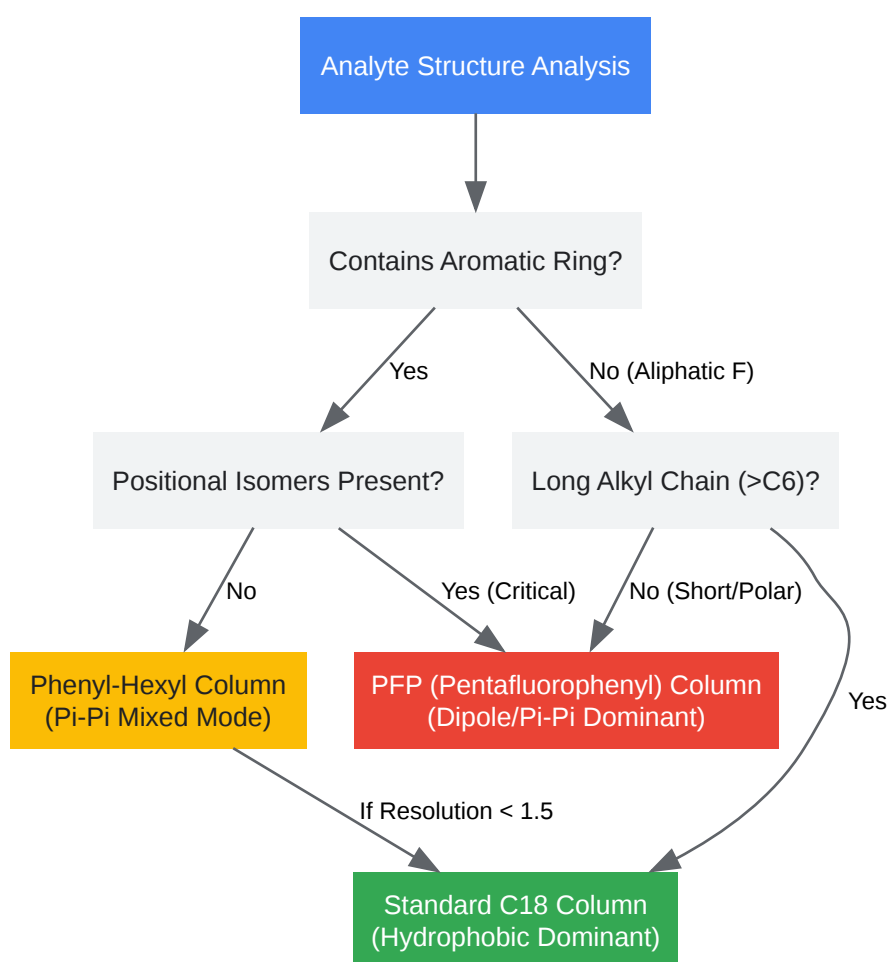 Analyte Structure Analysis
Contains Aromatic Ring?
Yes
No (Aliphatic F)
Positional Isomers Present?
Long Alkyl Chain (>C6)?
No
Yes (Critical)
No (Short/Polar)
Phenyl-Hexyl Column
(Pi-Pi Mixed Mode)
PFP (Pentafluorophenyl) Column
(Dipole/Pi-Pi Dominant)
Yes
If Resolution < 1.5
Standard C18 Column
(Hydrophobic Dominant)